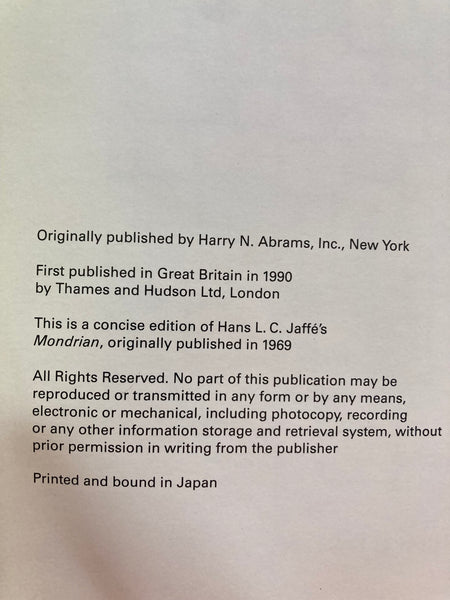 Originally published by Harry N. Abrams, Inc., New York
First published in Great Britain in 1990
by Thames and Hudson Ltd, London
This is a concise edition of Hans L. C. Jaffé's
Mondrian, originally published in 1969
All Rights Reserved. No part of this publication may be
reproduced or transmitted in any form or by any means,
electronic or mechanical, including photocopy, recording
or any other information storage and retrieval system, without
prior permission in writing from the publisher
Printed and bound in Japan